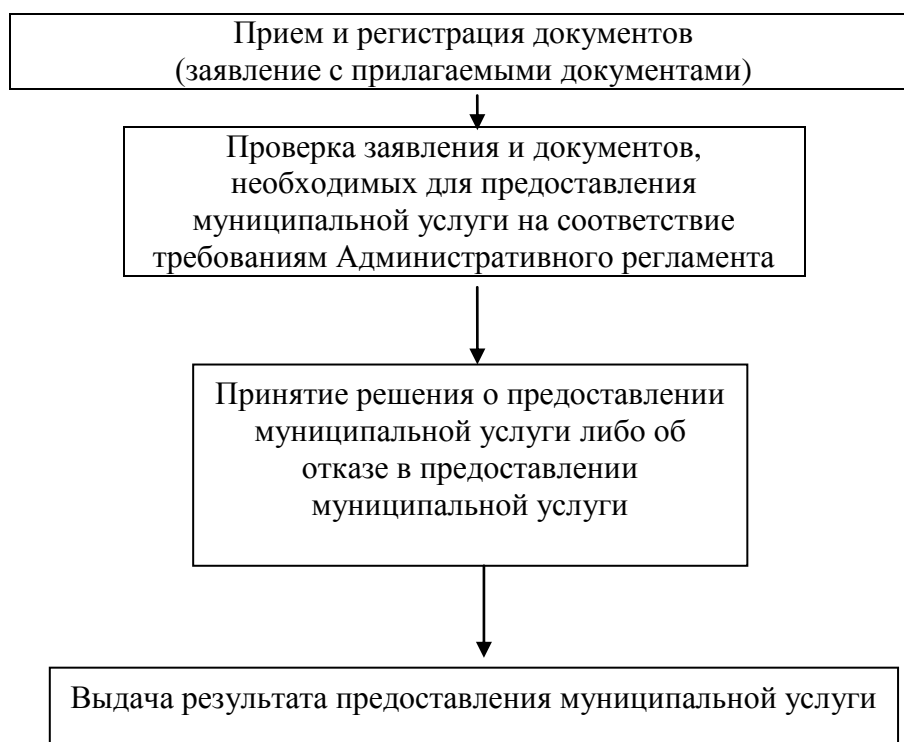 Прием и регистрация документов
(заявление с прилагаемыми документами)
Проверка заявления и документов,
необходимых для предоставления
муниципальной услуги на соответствие
требованиям Административного регламента
Принятие решения о предоставлении
муниципальной услуги либо об
отказе в предоставлении
муниципальной услуги
Выдача результата предоставления муниципальной услуги